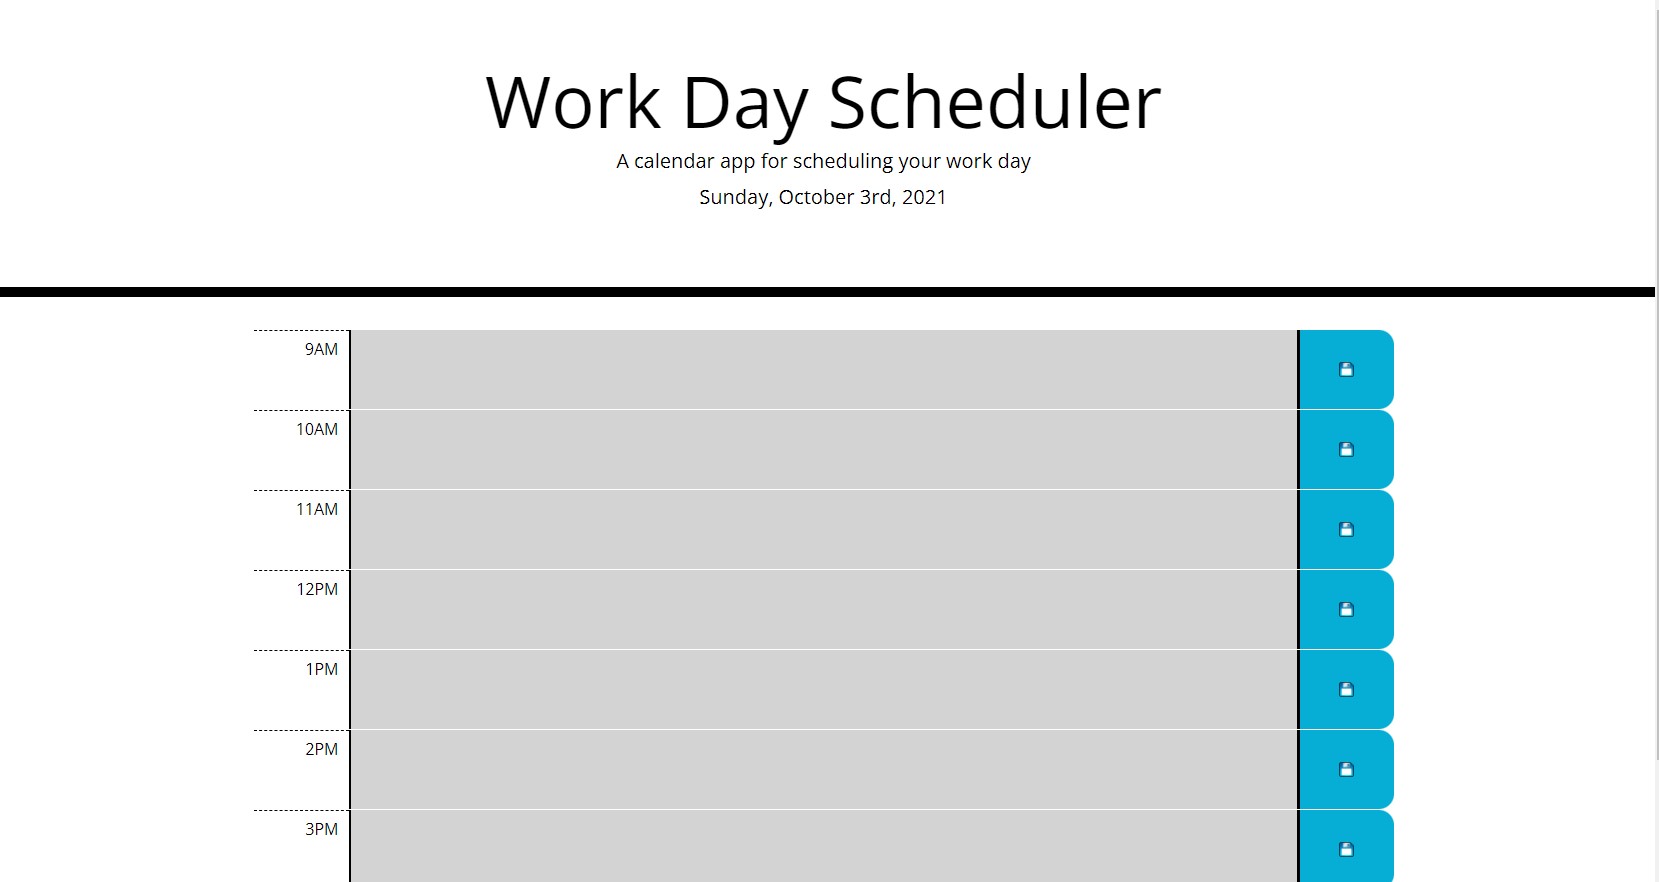 Work Day Scheduler
A calendar app for scheduling your work day
Sunday, October 3rd, 2021
9AM
10AM
11AM
12PM
1PM
2PM
3PM